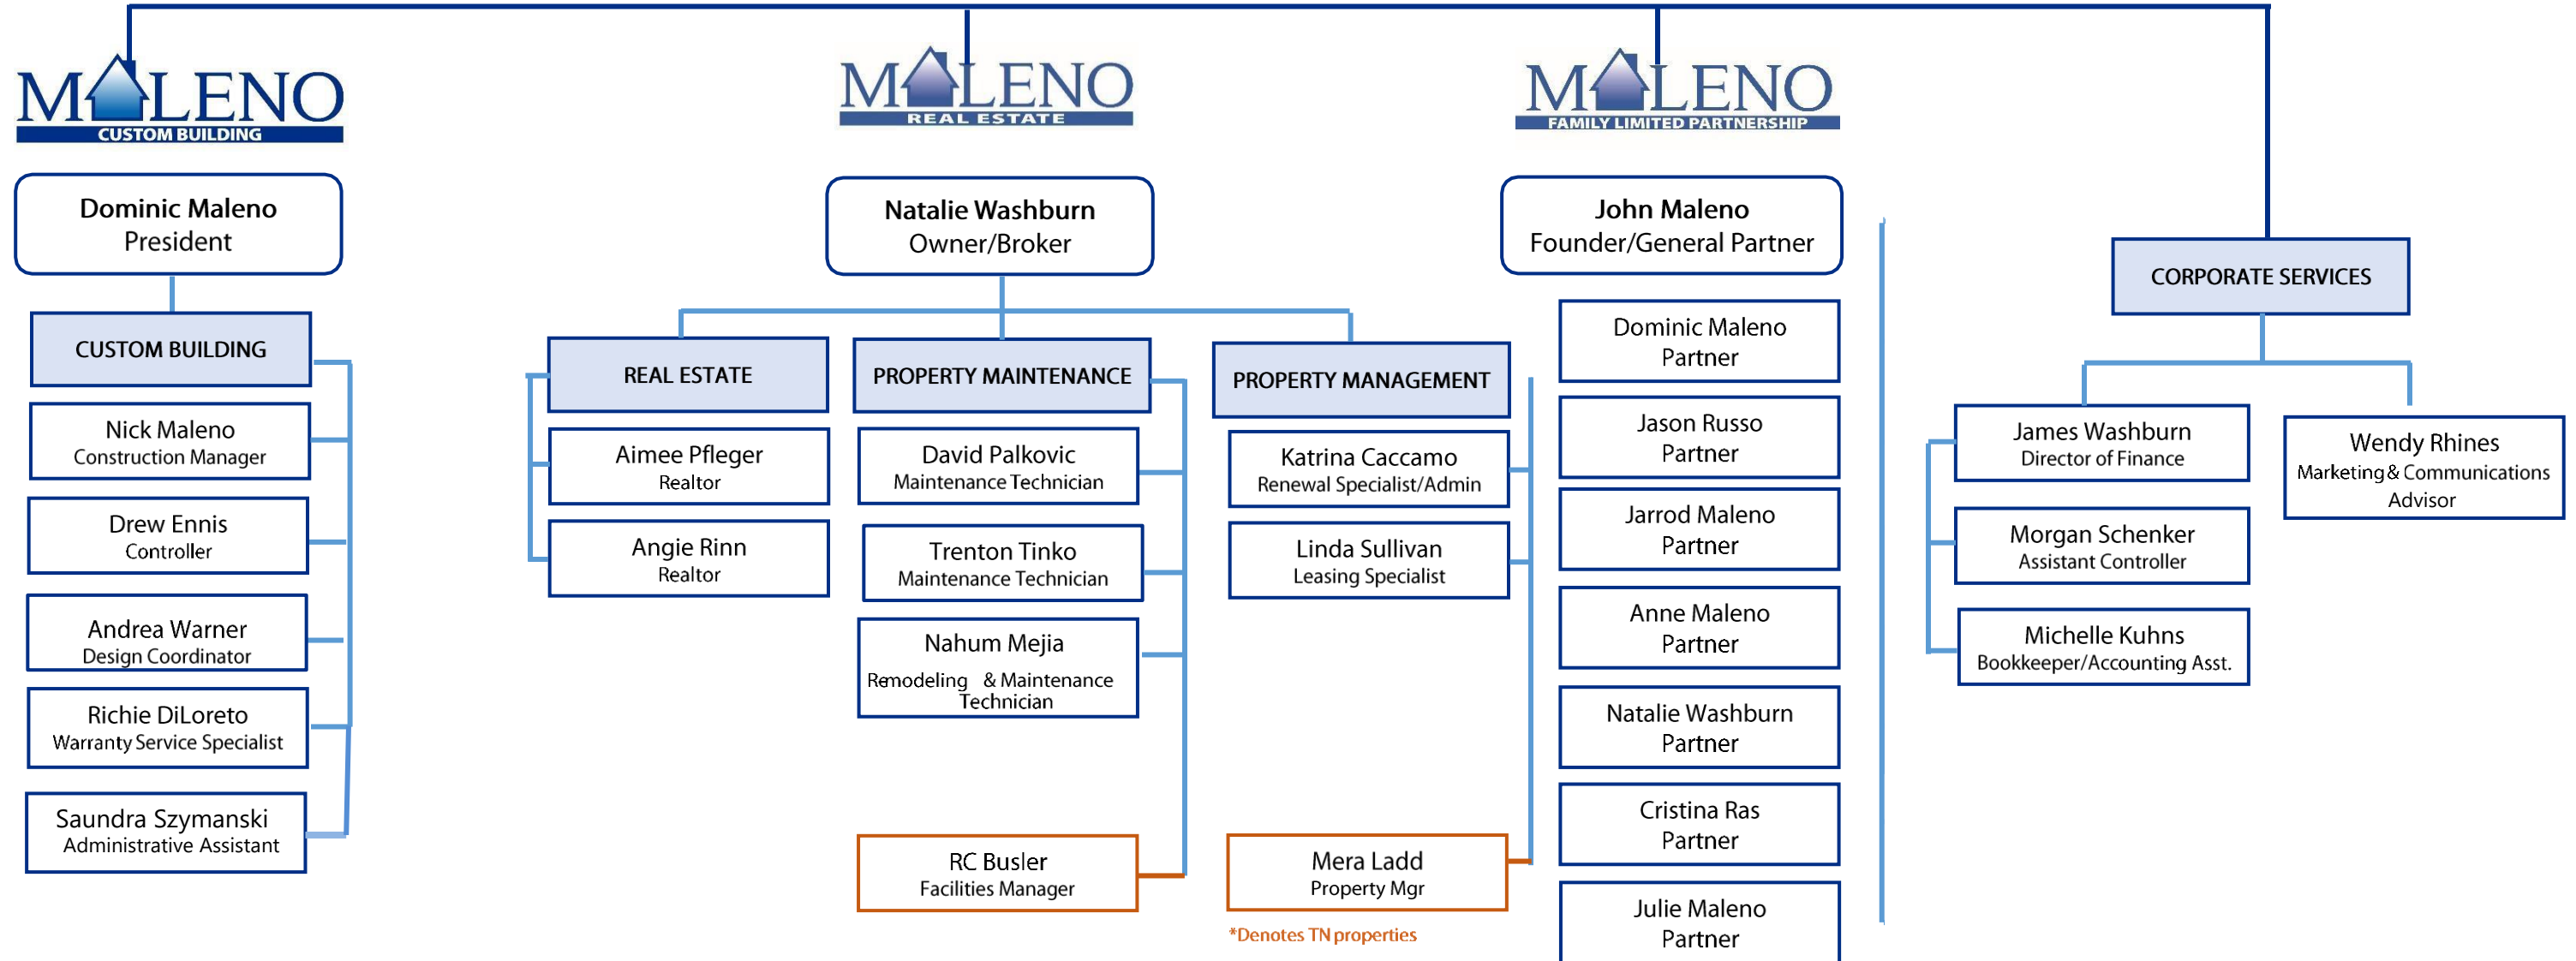 MALENO
CUSTOM BUILDING
Dominic Maleno
President
CUSTOM BUILDING
Nick Maleno
Construction Manager
Drew Ennis
Controller
Andrea Warner
Design Coordinator
Richie DiLoreto
Warranty Service Specialist
Saundra Szymanski
Administrative Assistant
MALENO
REAL ESTATE
Natalie Washburn
Owner/Broker
REAL ESTATE
Aimee Pfleger
Realtor
Angie Rinn
Realtor
PROPERTY MAINTENANCE
David Palkovic
Maintenance Technician
Trenton Tinko
Maintenance Technician
Nahum Mejia
Remodeling & Maintenance
Technician
RC Busler
Facilities Manager
PROPERTY MANAGEMENT
Katrina Caccamo
Renewal Specialist/Admin
Linda Sullivan
Leasing Specialist
Mera Ladd
Property Mgr
*Denotes TN properties
MALENO
FAMILY LIMITED PARTNERSHIP
John Maleno
Founder/General Partner
Dominic Maleno
Partner
Jason Russo
Partner
Jarrod Maleno
Partner
Anne Maleno
Partner
Natalie Washburn
Partner
Cristina Ras
Partner
Julie Maleno
Partner
CORPORATE SERVICES
James Washburn
Director of Finance
Morgan Schenker
Assistant Controller
Michelle Kuhns
Bookkeeper/Accounting Asst.
Wendy Rhines
Marketing & Communications
Advisor